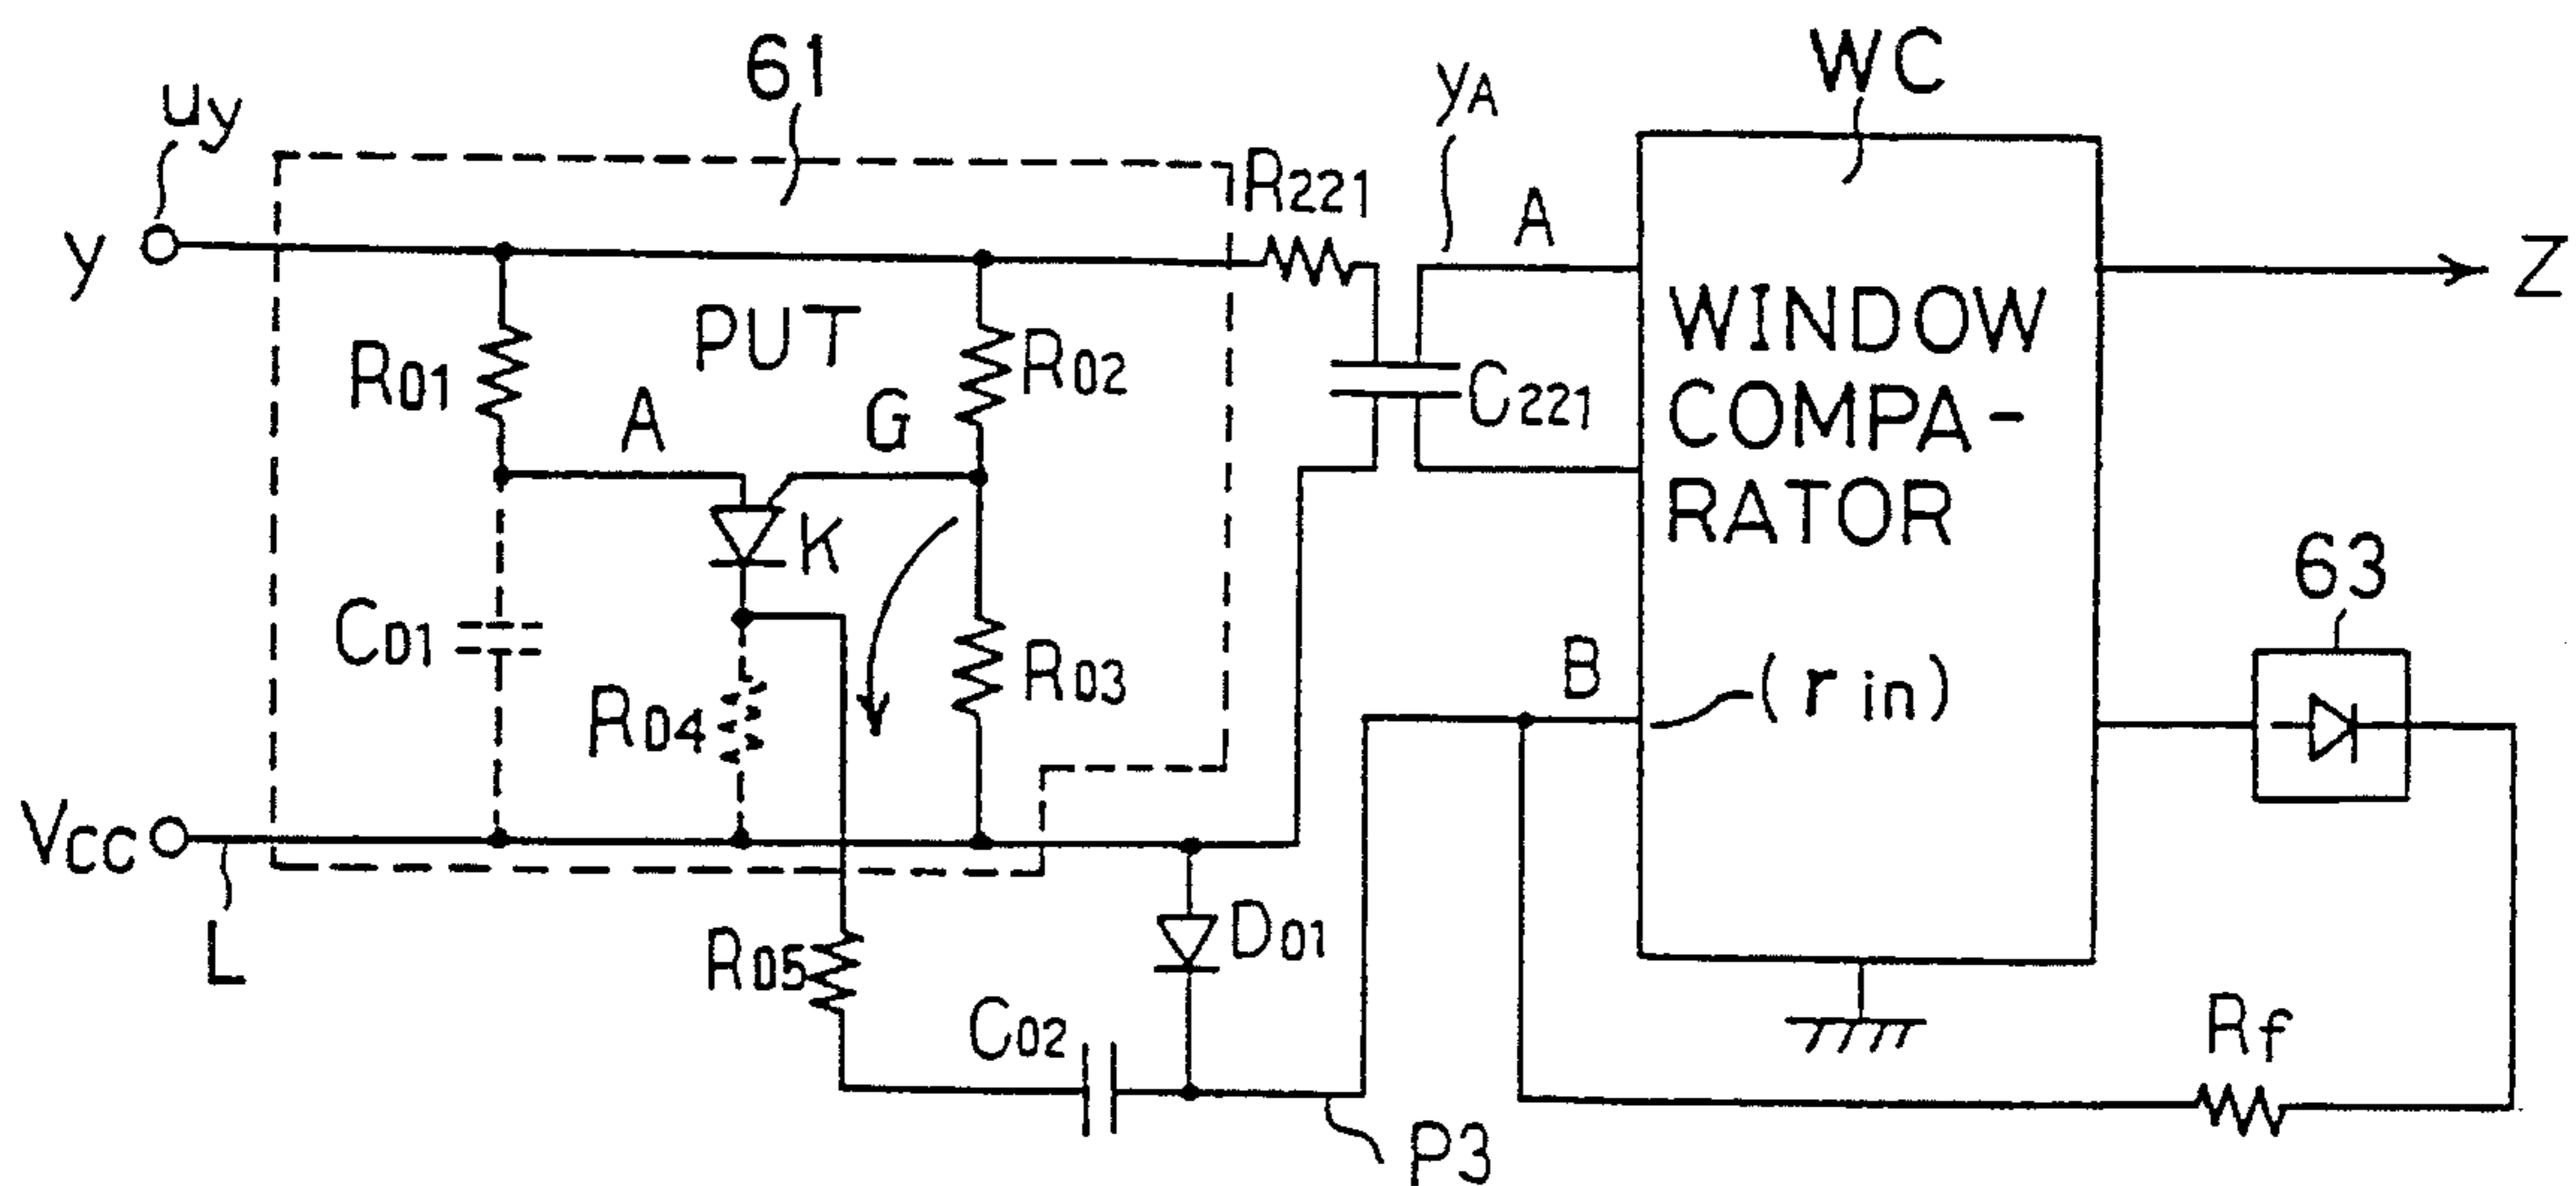 61
WC
uy
yA
R221
A
y
Z
PUT
R01
R02
A
G
C221
WINDOW
COMPA-
RATOR
K
63
C01
R04
R03
B
(rin)
Vcc
L
R05
D01
C02
Rf
P3